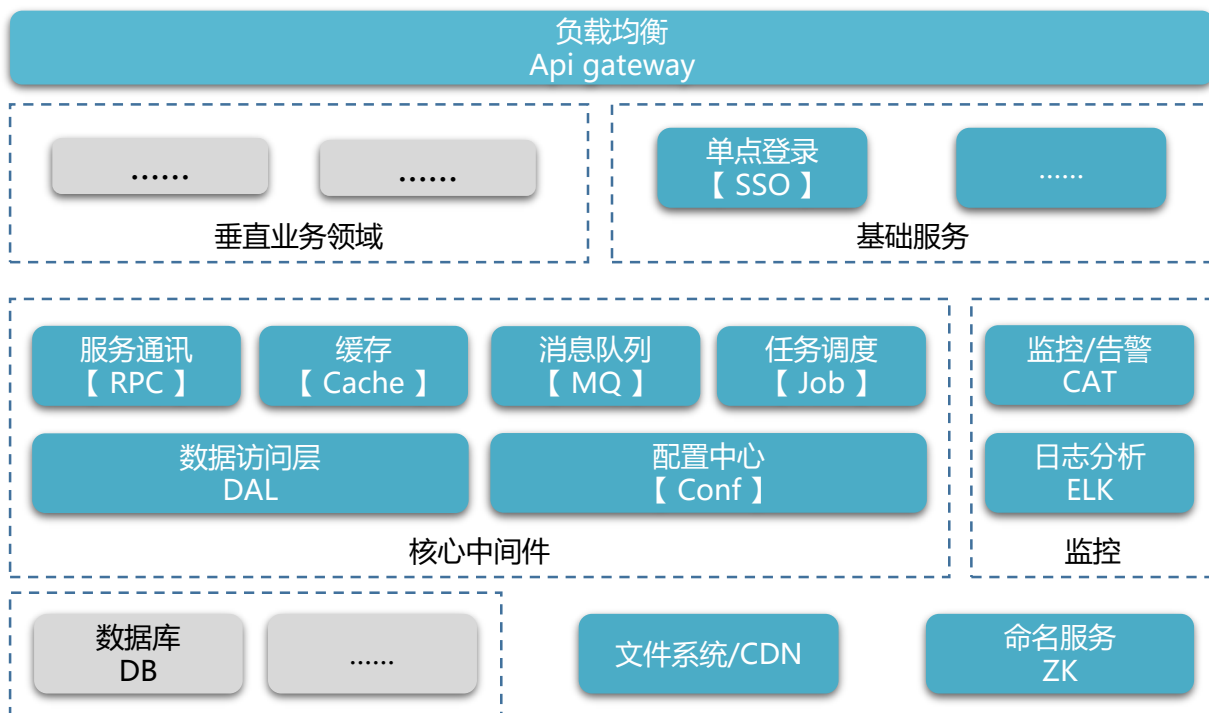 负载均衡
Api gateway
……
……
垂直业务领域
单点登录
【 SSO 】
……
基础服务
服务通讯
【 RPC 】
缓存
【 Cache 】
消息队列
【 MQ 】
任务调度
【 Job 】
数据访问层
DAL
配置中心
【 Conf 】
核心中间件
监控/告警
CAT
日志分析
ELK
监控
数据库
DB
……
文件系统/CDN
命名服务
ZK